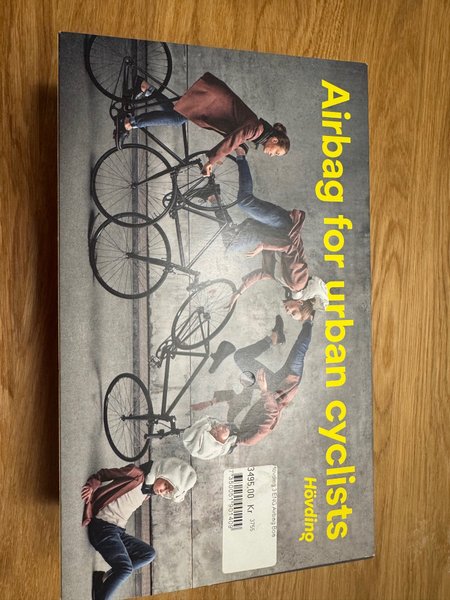 Airbag for urban cyclists
Hövding
3495.00 Kr